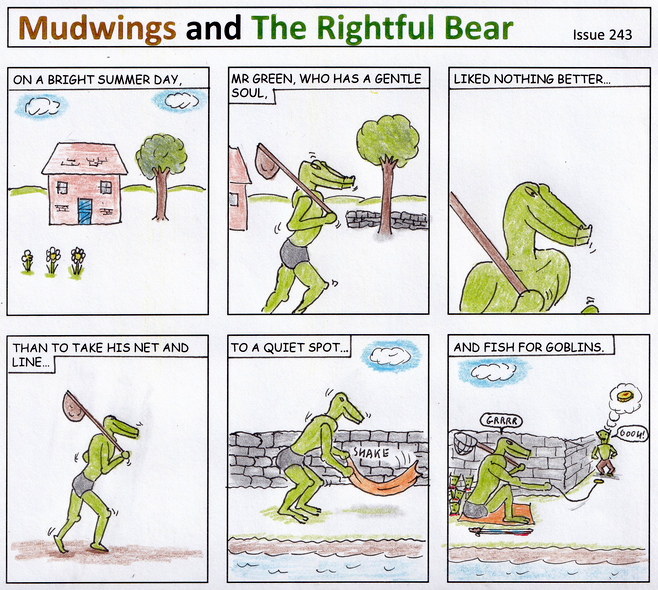 Mudwings and The Rightful Bear
Issue 243
ON A BRIGHT SUMMER DAY,
MR GREEN, WHO HAS A GENTLE
SOUL,
LIKED NOTHING BETTER...
THAN TO TAKE HIS NET AND
LINE...
TO A QUIET SPOT...
SHAKE
AND FISH FOR GOBLINS.
GRRRR
OOOH!